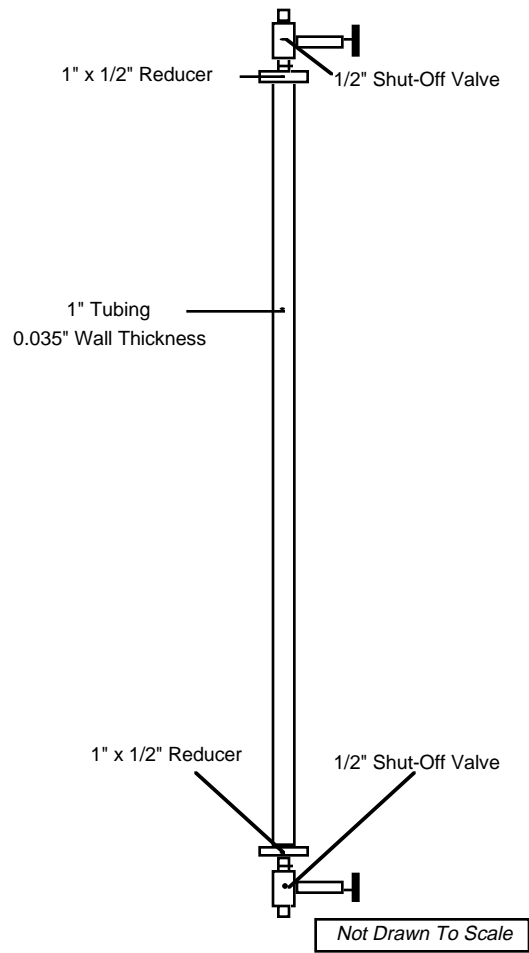 1" x 1/2" Reducer
1/2" Shut-Off Valve
1" Tubing
0.035" Wall Thickness
1" x 1/2" Reducer
1/2" Shut-Off Valve
Not Drawn To Scale